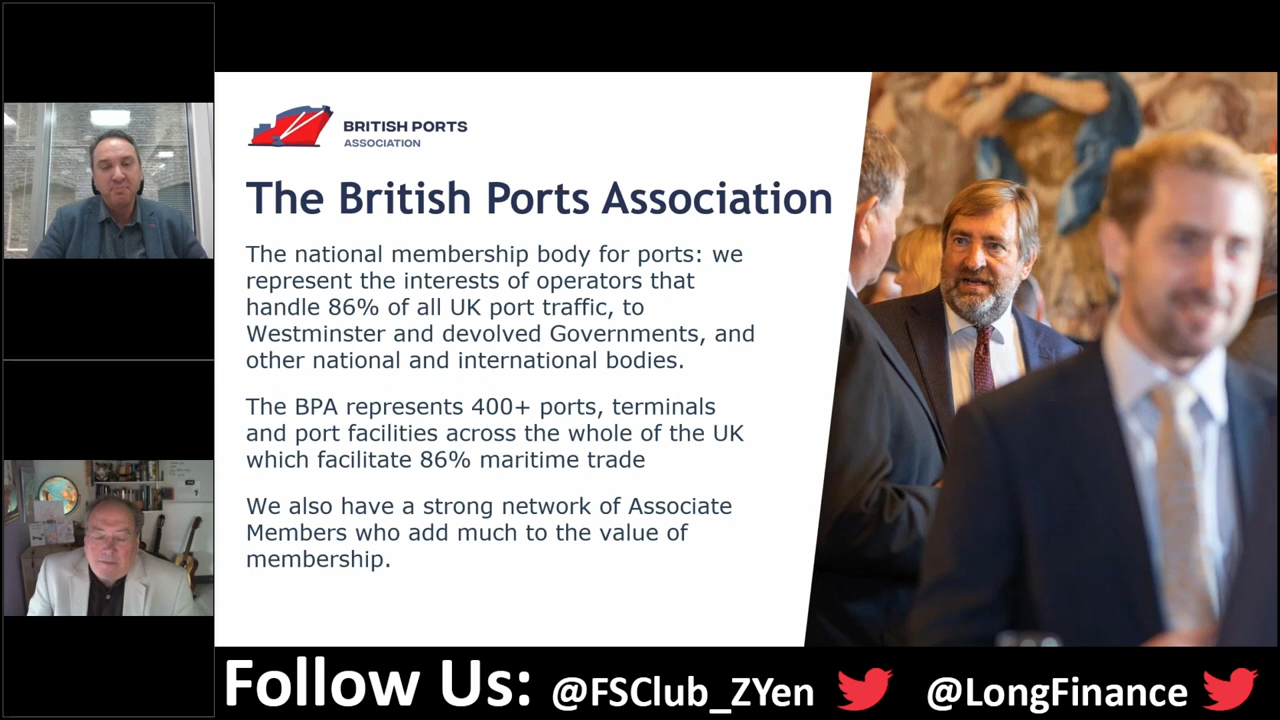 BRITISH PORTS
ASSOCIATION
The British Ports Association
The national membership body for ports: we
represent the interests of operators that
handle 86% of all UK port traffic, to
Westminster and devolved Governments, and
other national and international bodies.
The BPA represents 400+ ports, terminals
and port facilities across the whole of the UK
which facilitate 86% maritime trade
We also have a strong network of Associate
Members who add much to the value of
membership.
Follow Us: @FSClub_ZYen @LongFinance